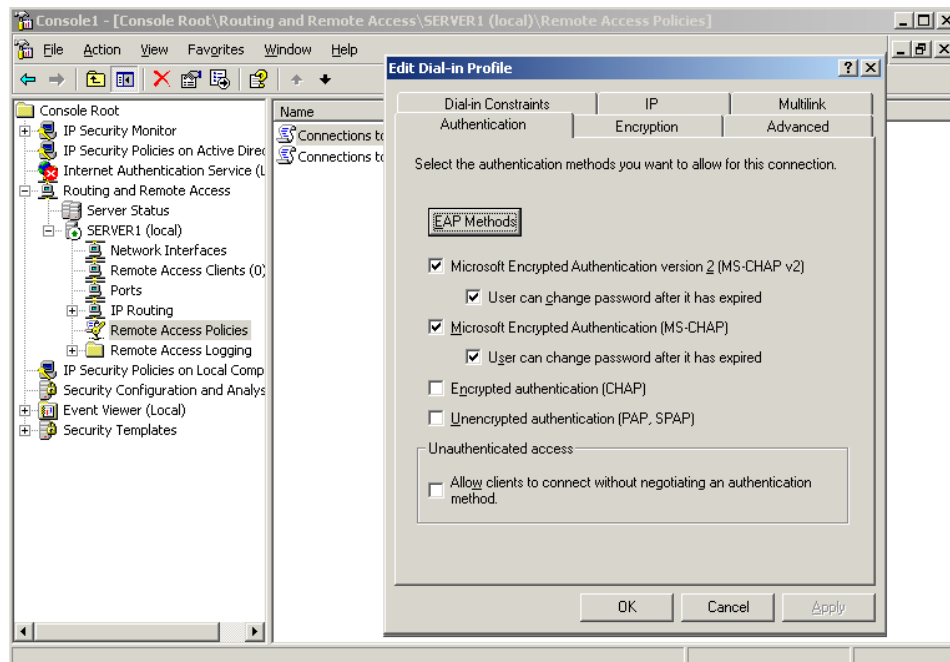 Console1 - [Console Root\Routing and Remote Access\SERVER1 (local)\Remote Access Policies]
File Action View Favorites Window Help
Console Root
IP Security Monitor
IP Security Policies on Active Direc
Internet Authentication Service (L
Routing and Remote Access
Server Status
SERVER1 (local)
Network Interfaces
Remote Access Clients (0)
Ports
IP Routing
Remote Access Policies
Remote Access Logging
IP Security Policies on Local Comp
Security Configuration and Analys
Event Viewer (Local)
Security Templates
Name
Connections to
Connections to
Edit Dial-in Profile
Dial-in Constraints IP Multilink
Authentication Encryption Advanced
Select the authentication methods you want to allow for this connection.
EAP Methods
Microsoft Encrypted Authentication version 2 (MS-CHAP v2)
User can change password after it has expired
Microsoft Encrypted Authentication (MS-CHAP)
User can change password after it has expired
Encrypted authentication (CHAP)
Unencrypted authentication (PAP, SPAP)
Unauthenticated access
Allow clients to connect without negotiating an authentication
method.
OK Cancel Apply